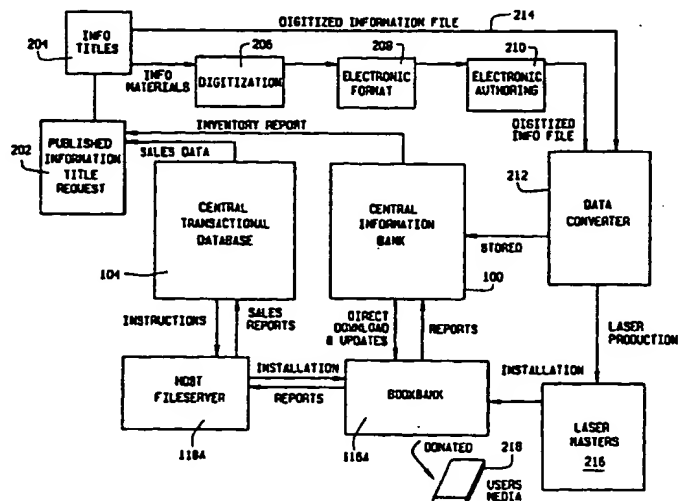 DIGITIZED INFORMATION FILE
214
INFO
TITLES
204
206
DIGITIZATION
208
ELECTRONIC
FORMAT
210
ELECTRONIC
AUTHORING
INFO
MATERIALS
INVENTORY REPORT
DIGITIZED
INFO FILE
202
PUBLISHED
INFORMATION
TITLE
REQUEST
SALES DATA
212
DATA
CONVERTER
CENTRAL
TRANSACTIONAL
DATABASE
104
CENTRAL
INFORMATION
BANK
100
STORED
INSTRUCTIONS
SALES
REPORTS
DIRECT
DOWNLOAD
& UPDATES
REPORTS
LASER
PRODUCTION
HOST
FILESERVER
118A
INSTALLATION
REPORTS
BOOKBANK
116A
INSTALLATION
LASER
MASTERS
216
DONATED
218
USERS
MEDIA